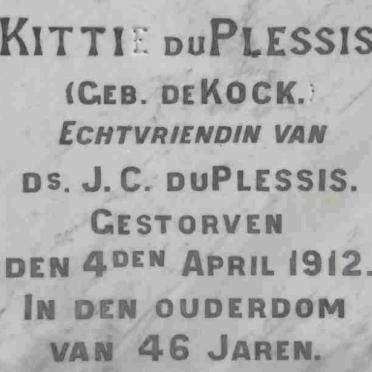 KITTIE DUPLESSIS
(GEB. DEKOCK.)
ECHTVRIENDIN VAN
DS. J. C. DUPLESSIS.
GESTORVEN
DEN 4DEN APRIL 1912.
IN DEN OUDERDOM
VAN 46 JAREN.